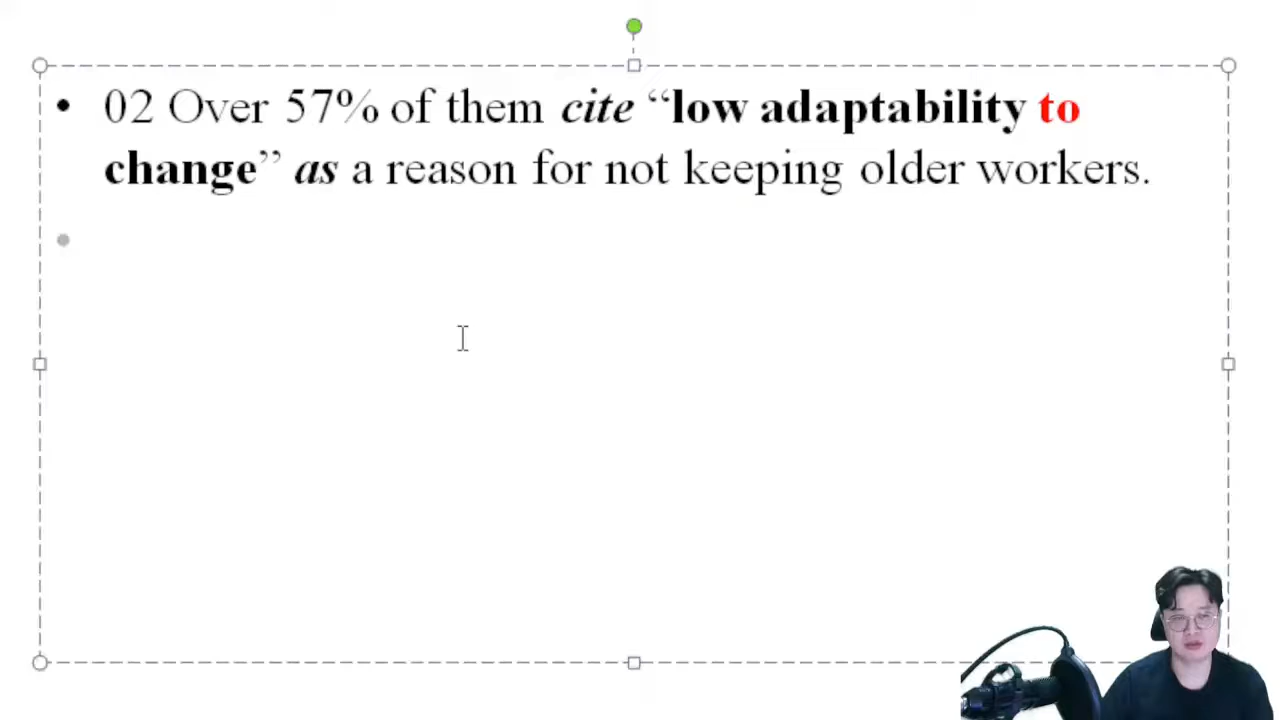 • 02 Over 57% of them cite “low adaptability to
change” as a reason for not keeping older workers.